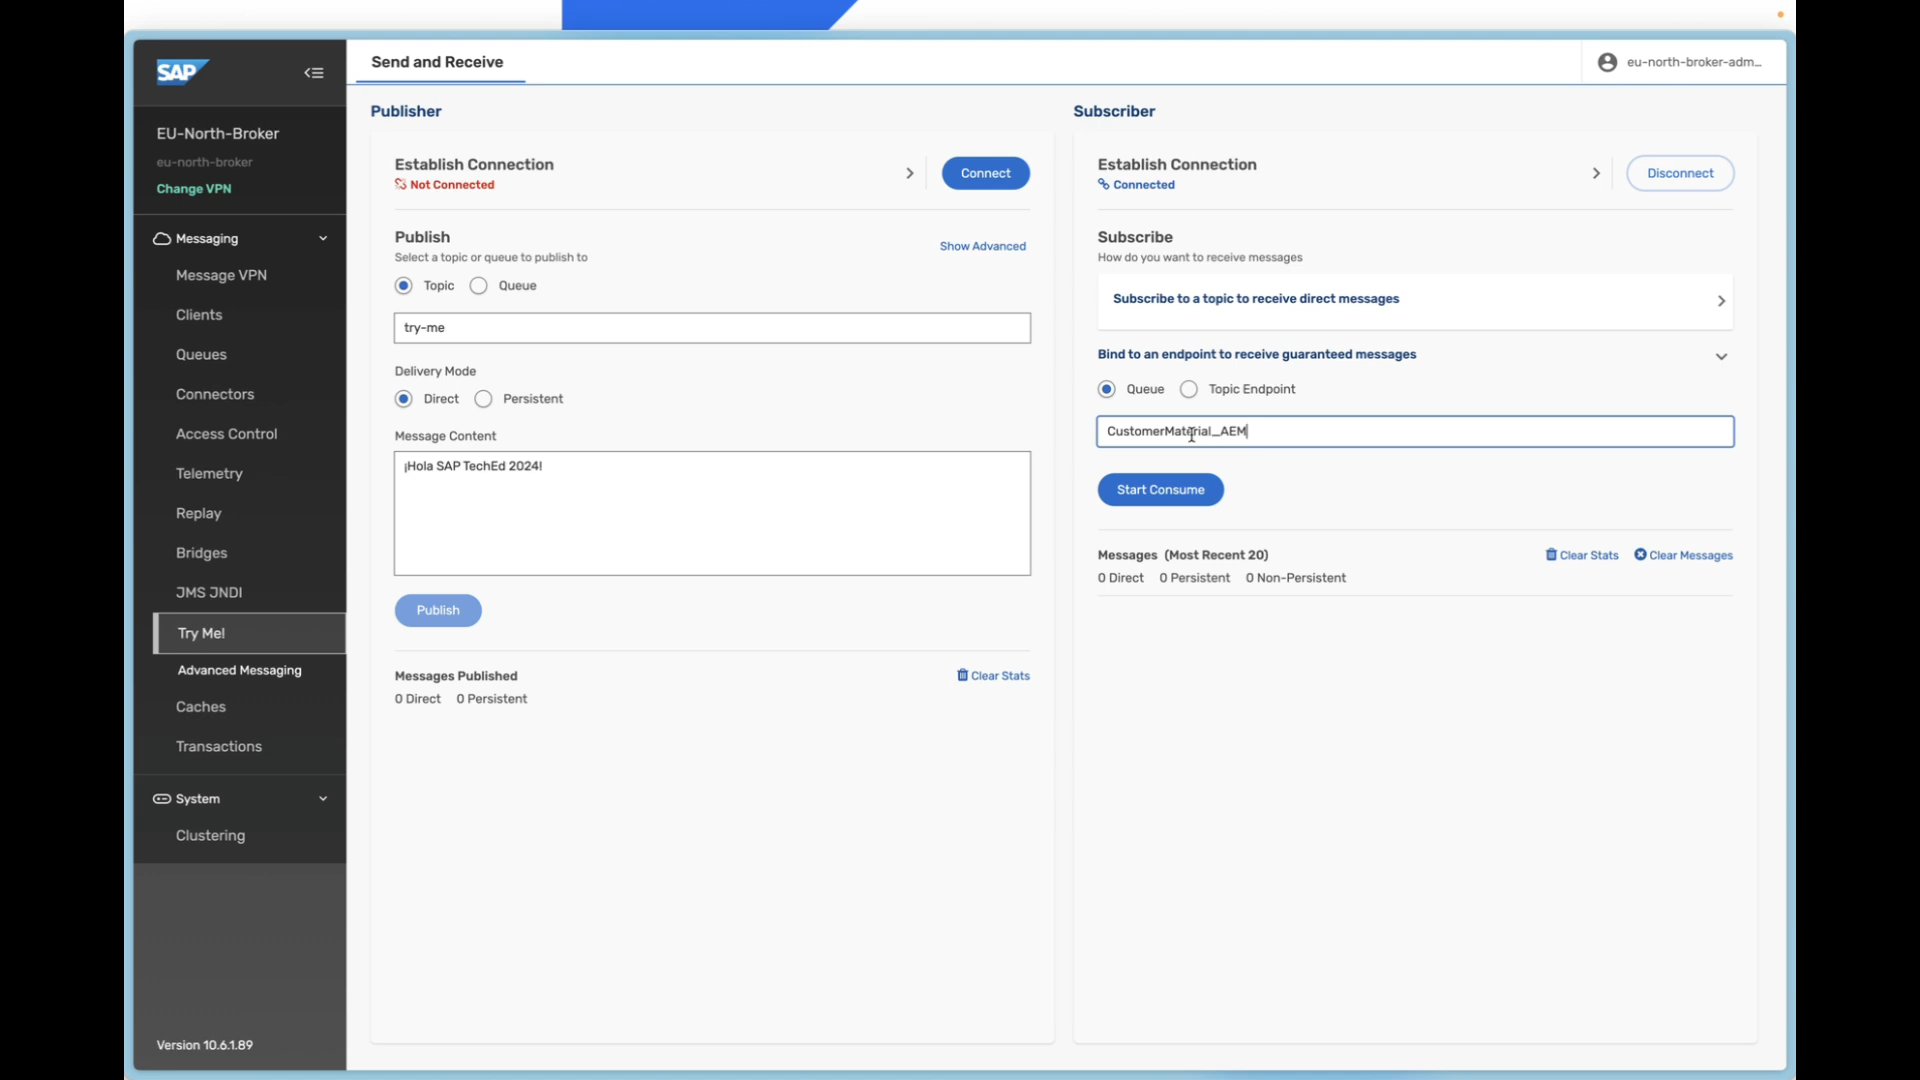 SAP
EU-North-Broker
eu-north-broker
Change VPN
Messaging
Message VPN
Clients
Queues
Connectors
Access Control
Telemetry
Replay
Bridges
JMS JNDI
Try Me!
Advanced Messaging
Caches
Transactions
System
Clustering
Version 10.6.1.89
Send and Receive
eu-north-broker-adm...
Publisher
Establish Connection
Not Connected
Connect
Publish
Select a topic or queue to publish to
Show Advanced
Topic Queue
try-me
Delivery Mode
Direct Persistent
Message Content
¡Hola SAP TechEd 2024!
Publish
Messages Published
Clear Stats
0 Direct 0 Persistent
Subscriber
Establish Connection
Connected
Disconnect
Subscribe
How do you want to receive messages
Subscribe to a topic to receive direct messages
Bind to an endpoint to receive guaranteed messages
Queue Topic Endpoint
CustomerMaterial_AEM
Start Consume
Messages (Most Recent 20)
Clear Stats Clear Messages
0 Direct 0 Persistent 0 Non-Persistent